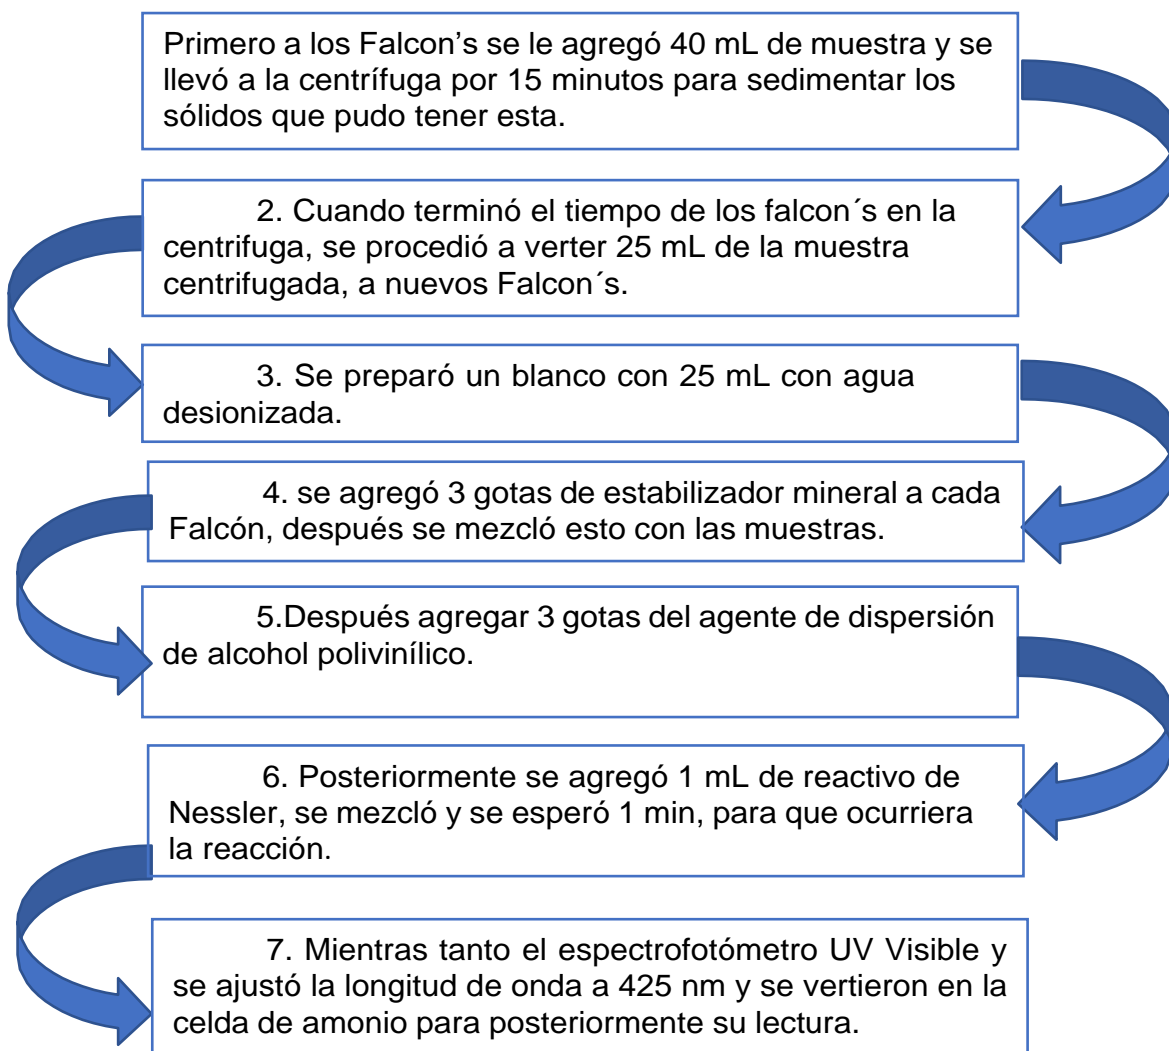 Primero a los Falcon’s se le agregó 40 mL de muestra y se
llevó a la centrífuga por 15 minutos para sedimentar los
sólidos que pudo tener esta.
2. Cuando terminó el tiempo de los falcon´s en la
centrifuga, se procedió a verter 25 mL de la muestra
centrifugada, a nuevos Falcon´s.
3. Se preparó un blanco con 25 mL con agua
desionizada.
4. se agregó 3 gotas de estabilizador mineral a cada
Falcón, después se mezcló esto con las muestras.
5.Después agregar 3 gotas del agente de dispersión
de alcohol polivinílico.
6. Posteriormente se agregó 1 mL de reactivo de
Nessler, se mezcló y se esperó 1 min, para que ocurriera
la reacción.
7. Mientras tanto el espectrofotómetro UV Visible y
se ajustó la longitud de onda a 425 nm y se vertieron en la
celda de amonio para posteriormente su lectura.